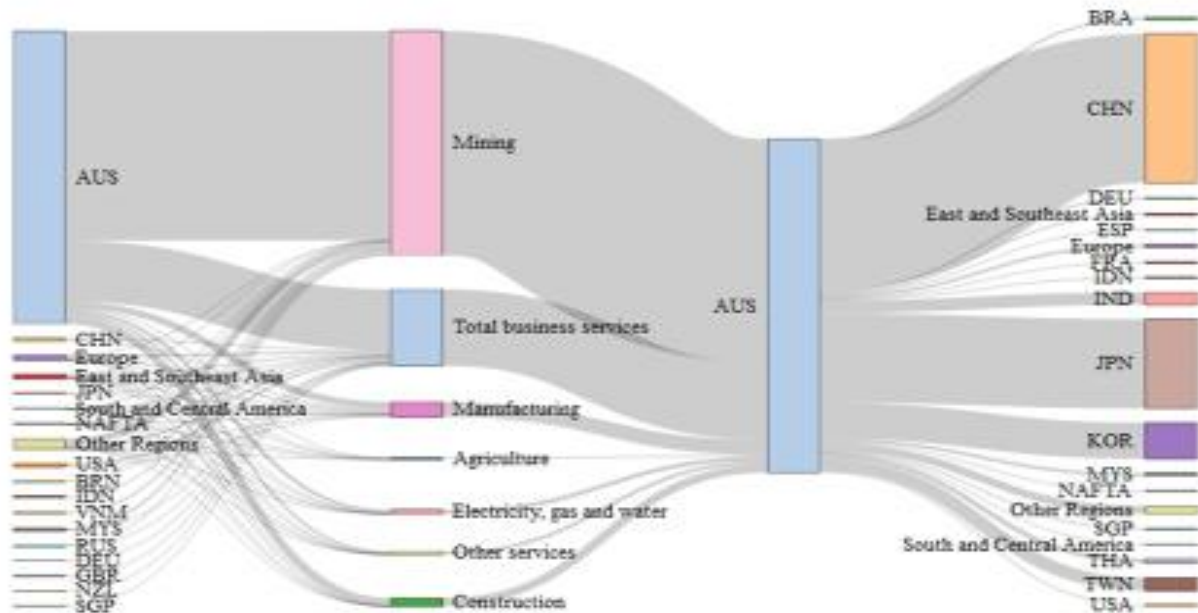 AUS
CHN
Europe
East and Southeast Asia
JPN
South and Central America
NAFTA
Other Regions
USA
BRN
IDN
VNM
MYS
RUS
DEU
GBR
NZL
SGP
Mining
Total business services
Manufacturing
Agriculture
Electricity, gas and water
Other services
Construction
AUS
BRA
CHN
DEU
East and Southeast Asia
ESP
Europe
FRA
IDN
IND
JPN
KOR
MYS
NAFTA
Other Regions
SGP
South and Central America
THA
TWN
USA